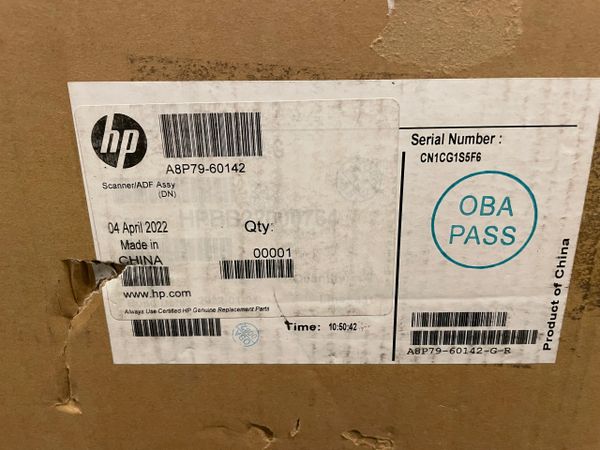 hp
A8P79-60142
Scanner/ADF Assy
(DN)
04 April 2022
Qty:
Made in
CHINA
00001
www.hp.com
Always Use Certified HP Genuine Replacement Parts
Time: 10:50:42
Serial Number :
CN1CG1S5F6
OBA
PASS
A8P79-60142-G-R
Product of China